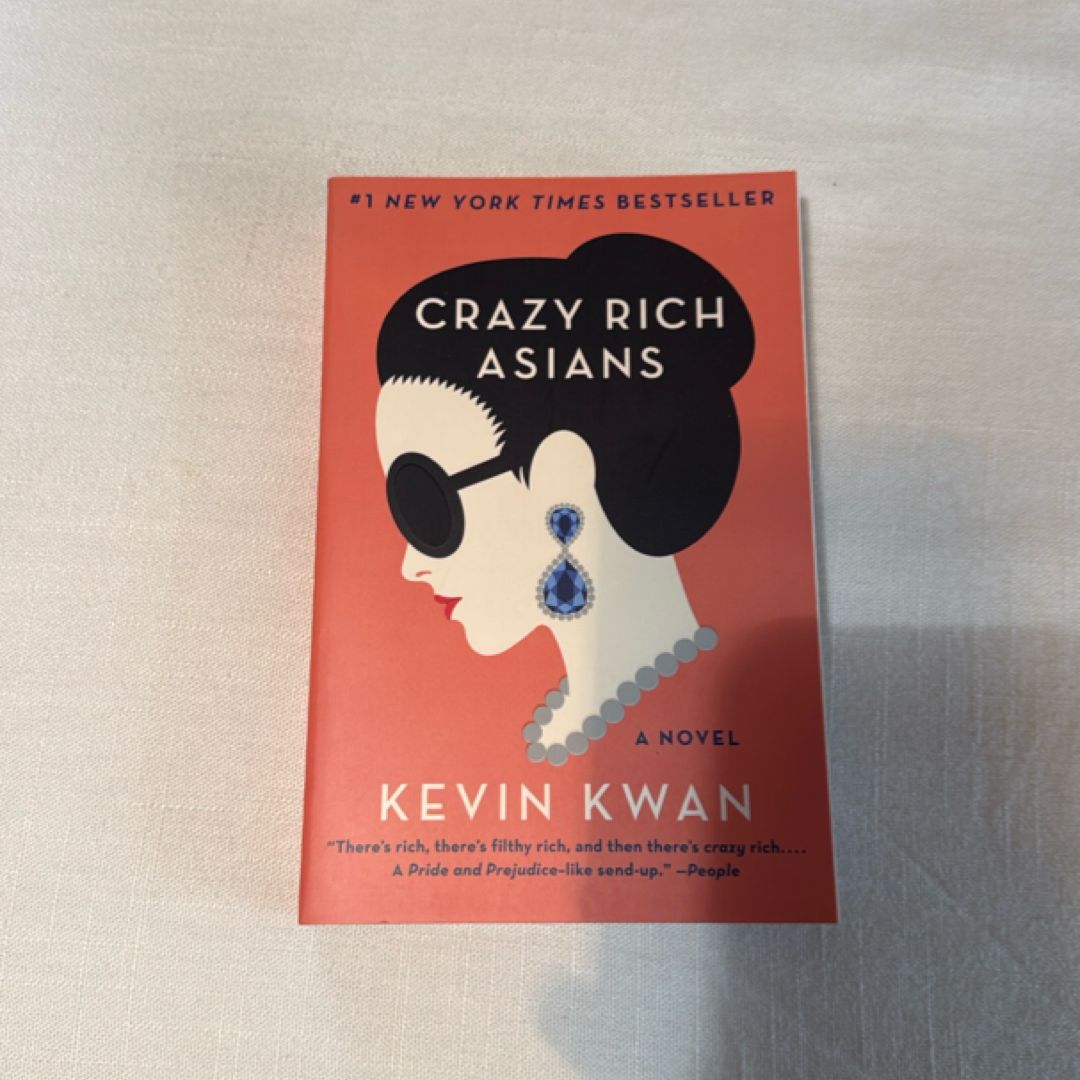 #1 NEW YORK TIMES BESTSELLER
CRAZY RICH
ASIANS
A NOVEL
KEVIN KWAN
“There’s rich, there’s filthy rich, and then there’s crazy rich....
A Pride and Prejudice–like send-up.” —People